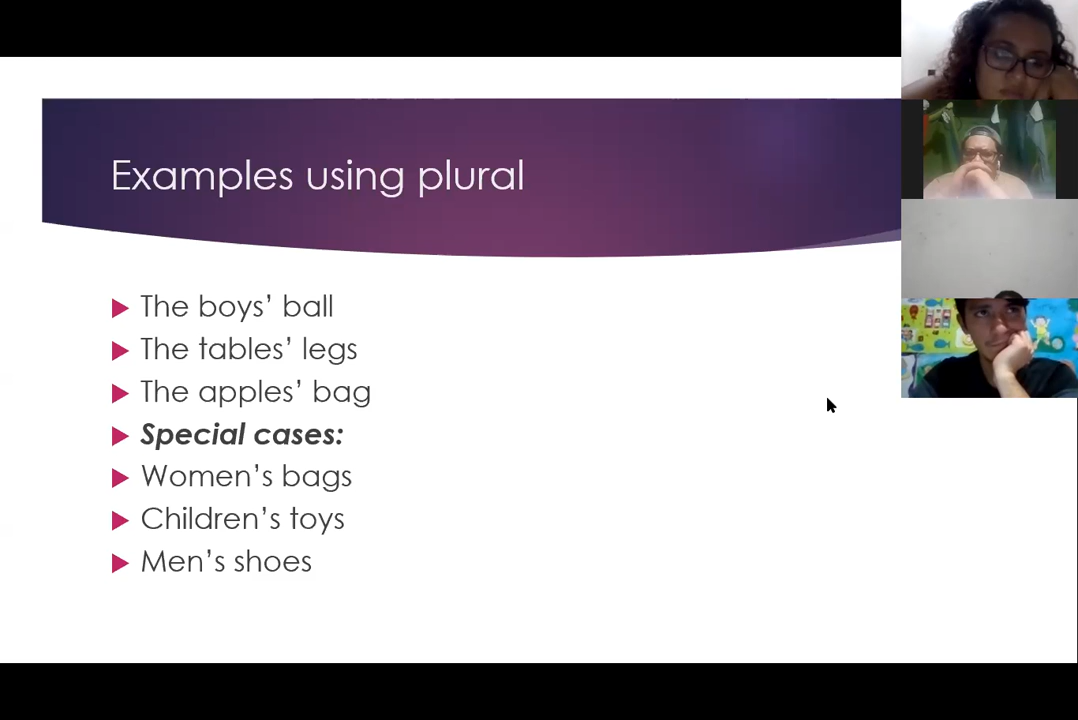 Examples using plural
The boys’ ball
The tables’ legs
The apples’ bag
Special cases:
Women’s bags
Children’s toys
Men’s shoes